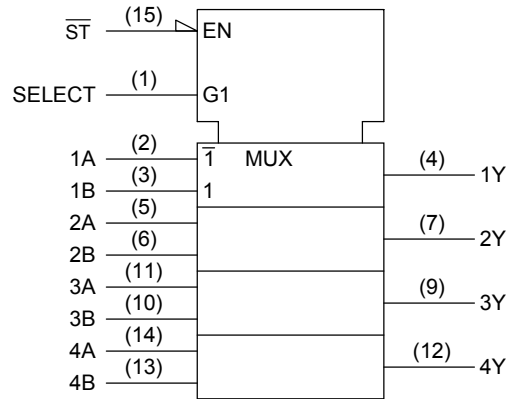 S̅T̅ (15) EN
SELECT (1) G1
1A (2) 1̅ MUX (4) 1Y
1B (3) 1
2A (5) (7) 2Y
2B (6)
3A (11) (9) 3Y
3B (10)
4A (14) (12) 4Y
4B (13)